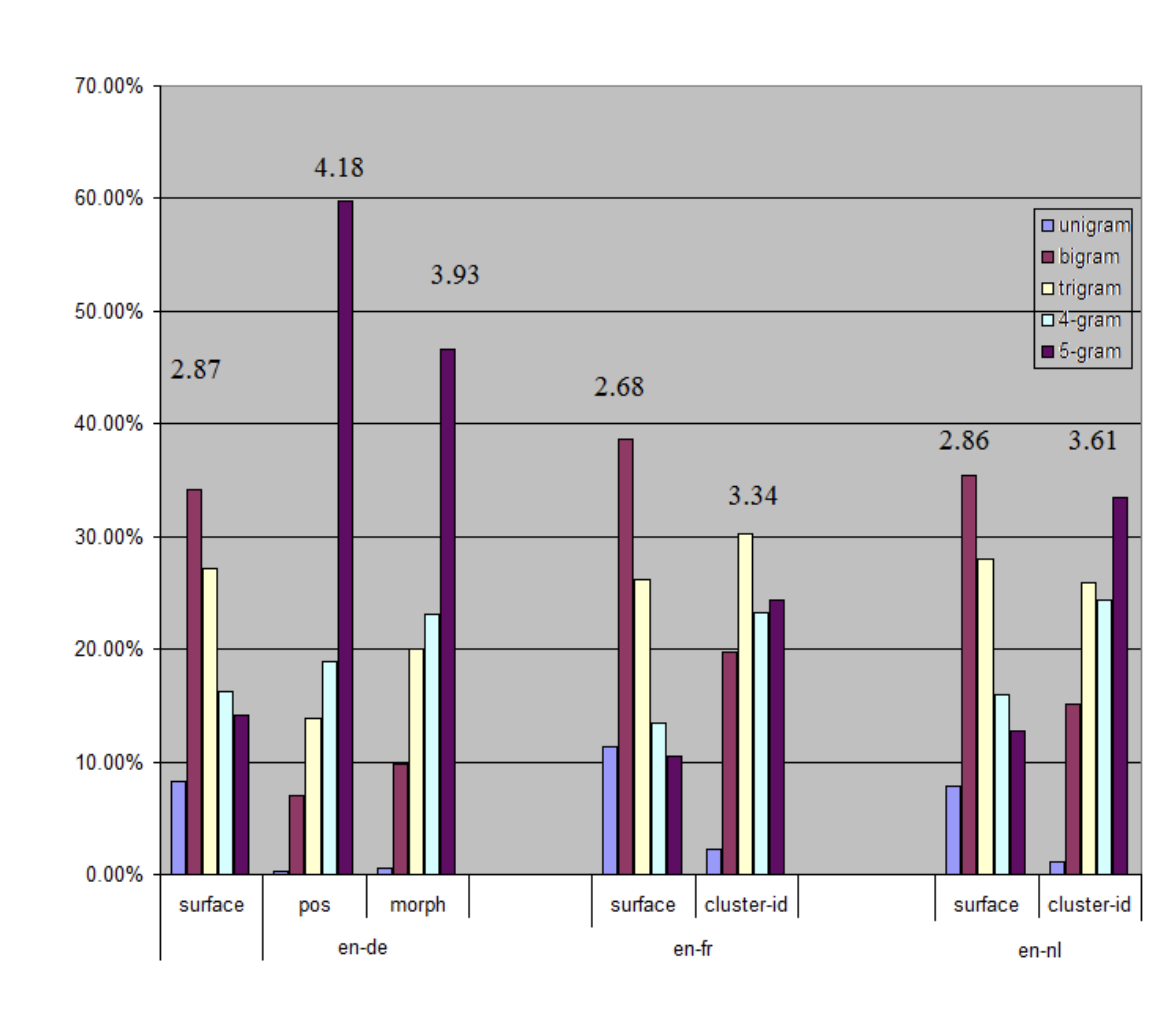 70.00%
4.18
60.00%
unigram
bigram
3.93
trigram
50.00%
4-gram
5-gram
2.87
2.68
40.00%
2.86 3.61
3.34
30.00%
20.00%
10.00%
0.00%
surface pos morph surface cluster-id surface cluster-id
en-de en-fr en-nl